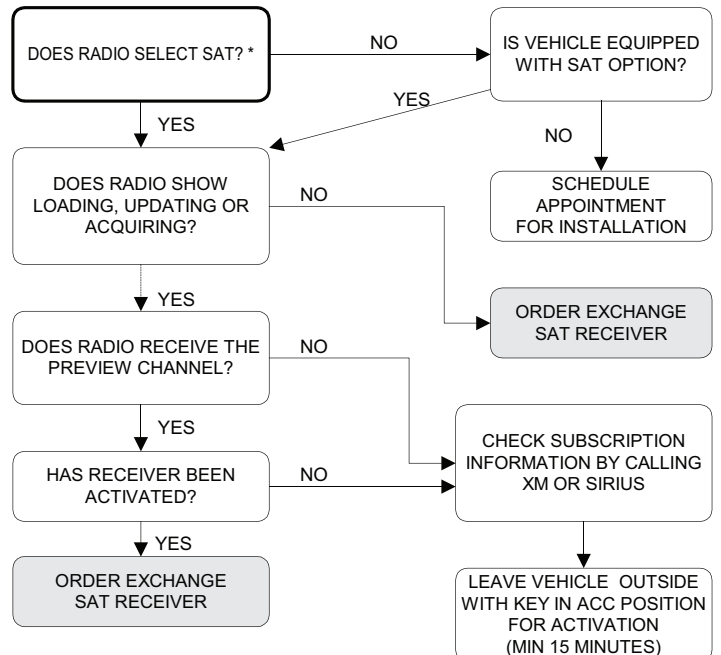 DOES RADIO SELECT SAT? *
NO
IS VEHICLE EQUIPPED
WITH SAT OPTION?
YES
YES
NO
DOES RADIO SHOW
LOADING, UPDATING OR
ACQUIRING?
NO
SCHEDULE
APPOINTMENT
FOR INSTALLATION
YES
ORDER EXCHANGE
SAT RECEIVER
DOES RADIO RECEIVE THE
PREVIEW CHANNEL?
NO
YES
CHECK SUBSCRIPTION
INFORMATION BY CALLING
XM OR SIRIUS
HAS RECEIVER BEEN
ACTIVATED?
NO
YES
ORDER EXCHANGE
SAT RECEIVER
LEAVE VEHICLE OUTSIDE
WITH KEY IN ACC POSITION
FOR ACTIVATION
(MIN 15 MINUTES)